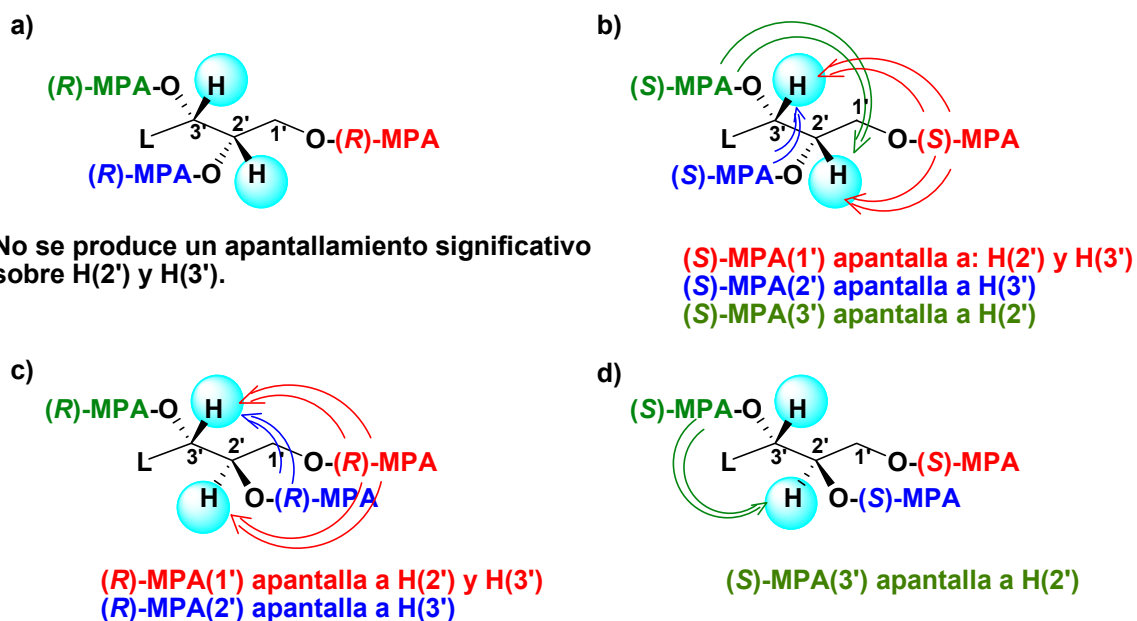 a)
(R)-MPA-O
H
3'
2'
1'
L
O-(R)-MPA
(R)-MPA-O
H
No se produce un apantallamiento significativo
sobre H(2') y H(3').
b)
(S)-MPA-O
H
1'
3'
2'
L
O-(S)-MPA
(S)-MPA-O
H
(S)-MPA(1') apantalla a: H(2') y H(3')
(S)-MPA(2') apantalla a H(3')
(S)-MPA(3') apantalla a H(2')
c)
(R)-MPA-O
H
2'
3'
1'
L
O-(R)-MPA
H
O-(R)-MPA
(R)-MPA(1') apantalla a H(2') y H(3')
(R)-MPA(2') apantalla a H(3')
d)
(S)-MPA-O
H
2'
3'
1'
L
O-(S)-MPA
H
O-(S)-MPA
(S)-MPA(3') apantalla a H(2')